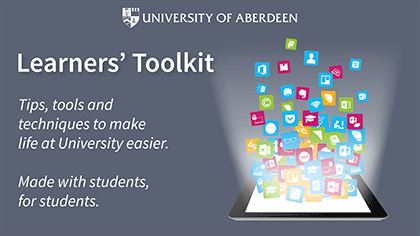 UNIVERSITY OF ABERDEEN
Learners’ Toolkit
Tips, tools and
techniques to make
life at University easier.
Made with students,
for students.